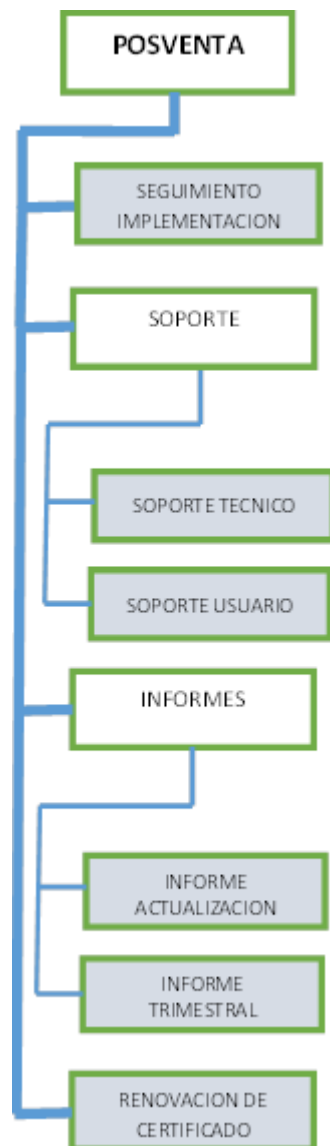 POSVENTA
SEGUIMIENTO
IMPLEMENTACION
SOPORTE
SOPORTE TECNICO
SOPORTE USUARIO
INFORMES
INFORME
ACTUALIZACION
INFORME
TRIMESTRAL
RENOVACION DE
CERTIFICADO